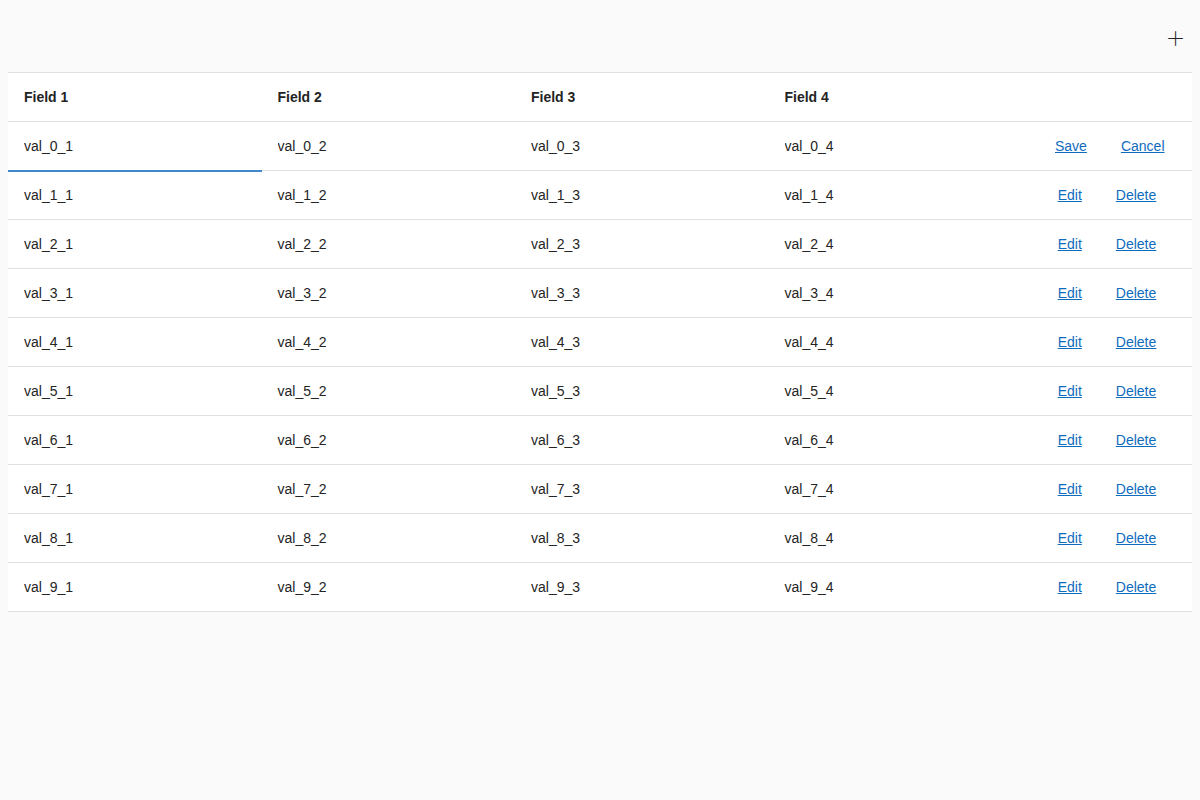 Field 1 Field 2 Field 3 Field 4
val_0_1 val_0_2 val_0_3 val_0_4 Save Cancel
val_1_1 val_1_2 val_1_3 val_1_4 Edit Delete
val_2_1 val_2_2 val_2_3 val_2_4 Edit Delete
val_3_1 val_3_2 val_3_3 val_3_4 Edit Delete
val_4_1 val_4_2 val_4_3 val_4_4 Edit Delete
val_5_1 val_5_2 val_5_3 val_5_4 Edit Delete
val_6_1 val_6_2 val_6_3 val_6_4 Edit Delete
val_7_1 val_7_2 val_7_3 val_7_4 Edit Delete
val_8_1 val_8_2 val_8_3 val_8_4 Edit Delete
val_9_1 val_9_2 val_9_3 val_9_4 Edit Delete